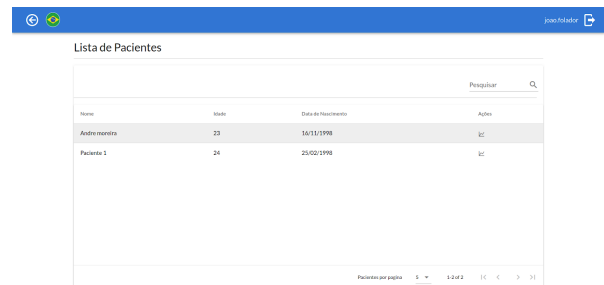 joao.folador
Lista de Pacientes
Pesquisar
Nome Idade Data de Nascimento Ações
Andre moreira 23 16/11/1998
Paciente 1 24 25/02/1998
Pacientes por pagina 5 1-2 of 2